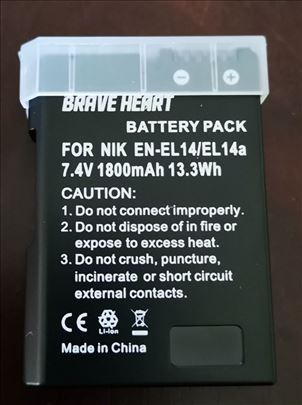 BRAVE HEART
BATTERY PACK
FOR NIK EN-EL14/EL14a
7.4V 1800mAh 13.3Wh
CAUTION:
1. Do not connect improperly.
2. Do not dispose of in fire or
expose to excess heat.
3. Do not crush, puncture,
incinerate or short circuit
external contacts.
CE Li-ion
Made in China